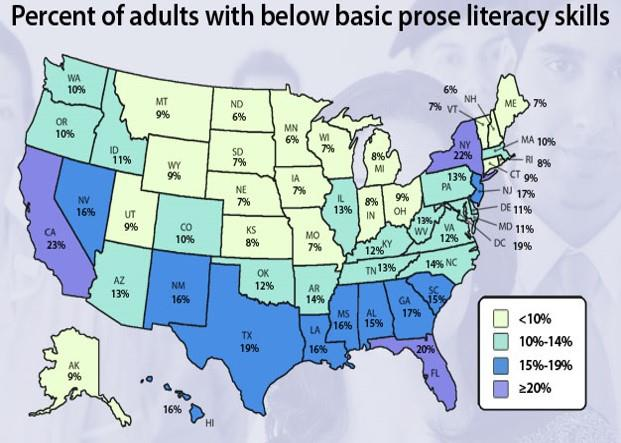 Percent of adults with below basic prose literacy skills
WA
10%
OR
10%
ID
11%
MT
9%
ND
6%
MN
6%
WI
7%
8%
MI
6%
NH
7% VT
ME 7%
MA 10%
RI 8%
CT 9%
NJ 17%
DE 11%
MD 11%
DC 19%
NY
22%
13%
PA
SD
7%
WY
9%
NE
7%
IA
7%
IL
13%
8%
IN
9%
OH
13%
WV
VA
12%
CA
23%
NV
16%
UT
9%
CO
10%
KS
8%
MO
7%
12% KY
TN 13%
14% NC
AZ
13%
NM
16%
OK
12%
AR
14%
SC
15%
TX
19%
LA
16%
MS
16%
AL
15%
GA
17%
20%
FL
AK
9%
16%
HI
<10%
10%-14%
15%-19%
≥20%